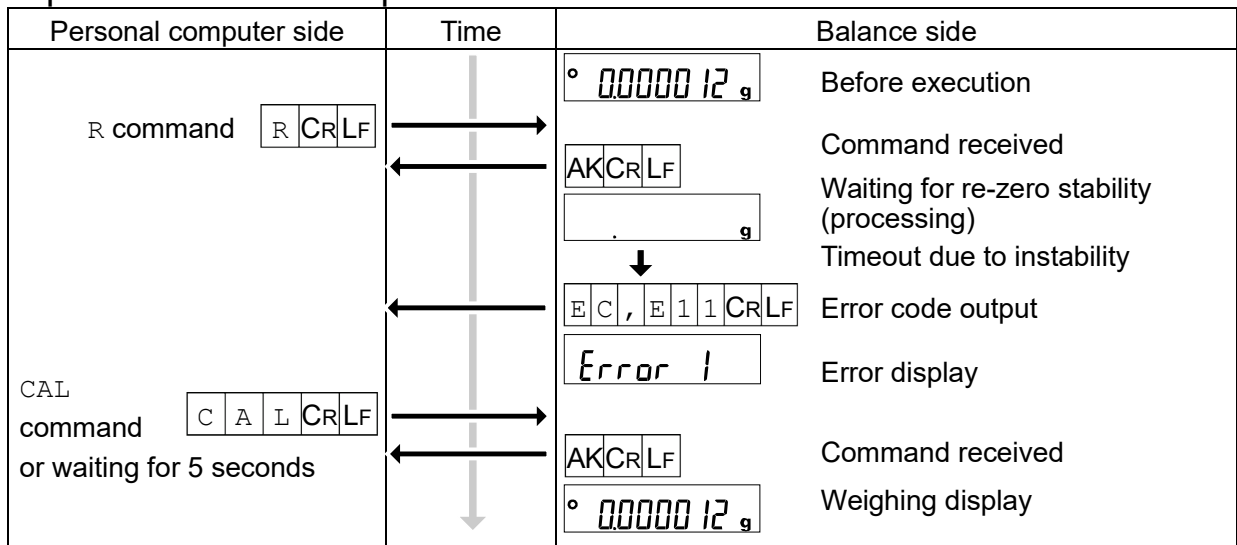 Personal computer side Time Balance side
° 0.000012 g Before execution
R command R CR LF
Command received
AK CR LF
Waiting for re-zero stability
(processing)
. g
Timeout due to instability
EC,E11 CR LF Error code output
Error 1 Error display
CAL
command C A L CR LF
or waiting for 5 seconds
AK CR LF Command received
° 0.000012 g Weighing display